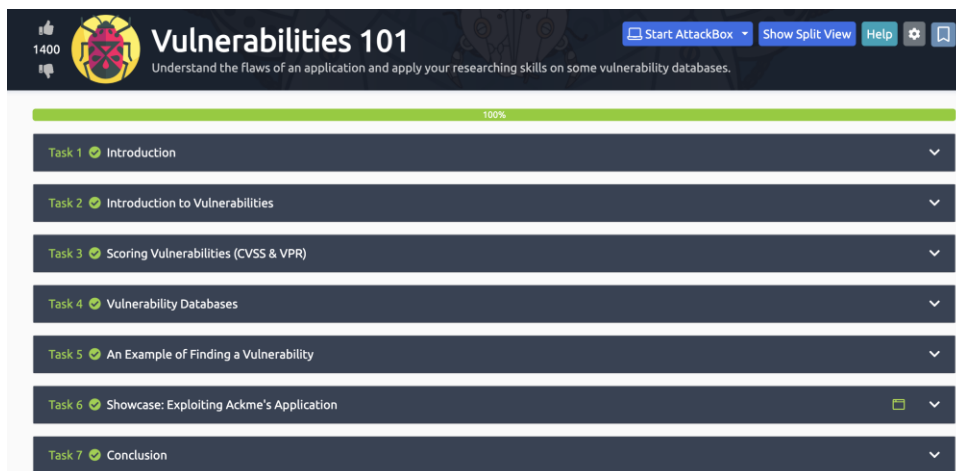 1400
Vulnerabilities 101
Start AttackBox Show Split View Help
Understand the flaws of an application and apply your researching skills on some vulnerability databases.
100%
Task 1 Introduction
Task 2 Introduction to Vulnerabilities
Task 3 Scoring Vulnerabilities (CVSS & VPR)
Task 4 Vulnerability Databases
Task 5 An Example of Finding a Vulnerability
Task 6 Showcase: Exploiting Ackme's Application
Task 7 Conclusion